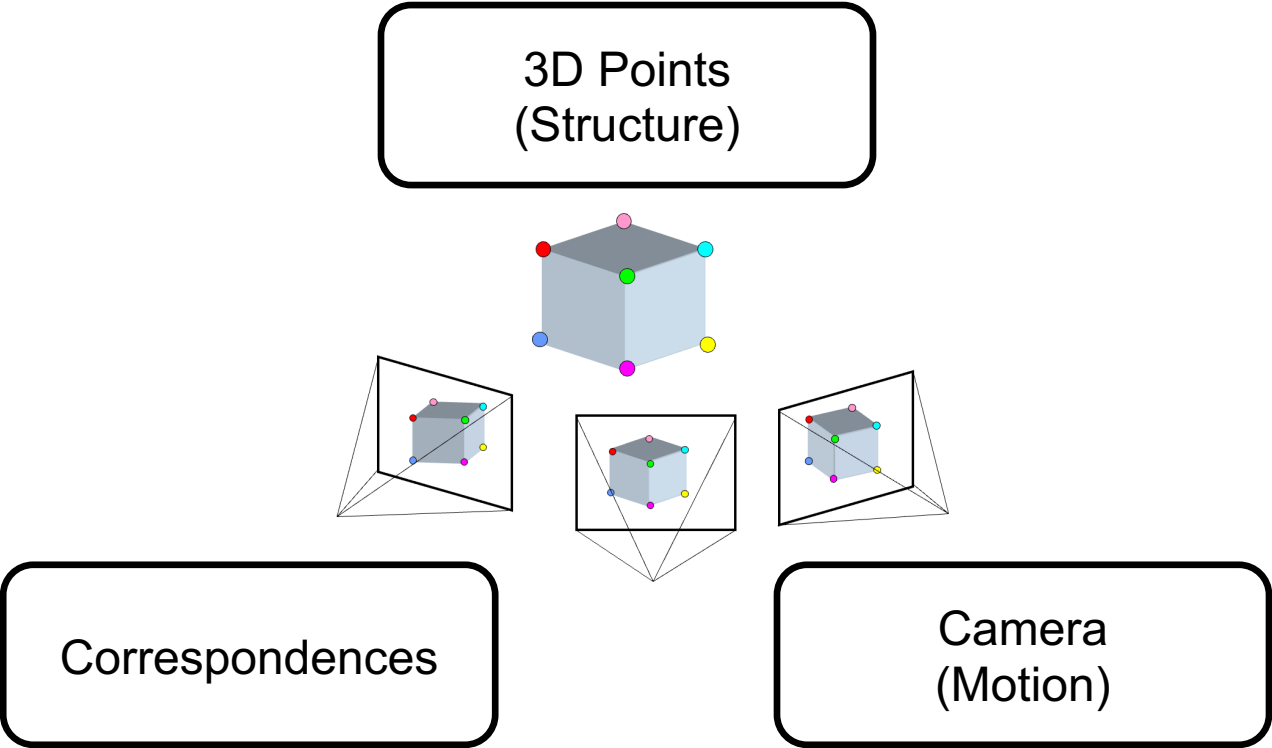 3D Points
(Structure)
Correspondences
Camera
(Motion)